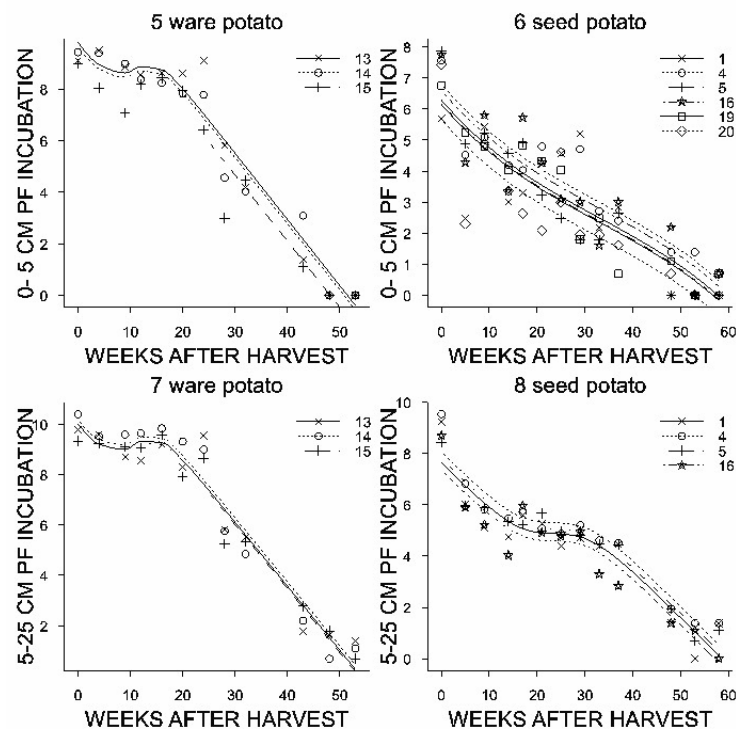 5 ware potato
13
14
15
0- 5 CM PF INCUBATION
8
6
4
2
0
0 10 20 30 40 50
WEEKS AFTER HARVEST
6 seed potato
1
4
5
16
19
20
0- 5 CM PF INCUBATION
8
7
6
5
4
3
2
1
0
0 10 20 30 40 50 60
WEEKS AFTER HARVEST
7 ware potato
13
14
15
5-25 CM PF INCUBATION
10
8
6
4
2
0 10 20 30 40 50
WEEKS AFTER HARVEST
8 seed potato
1
4
5
16
5-25 CM PF INCUBATION
10
8
6
4
2
0
0 10 20 30 40 50 60
WEEKS AFTER HARVEST